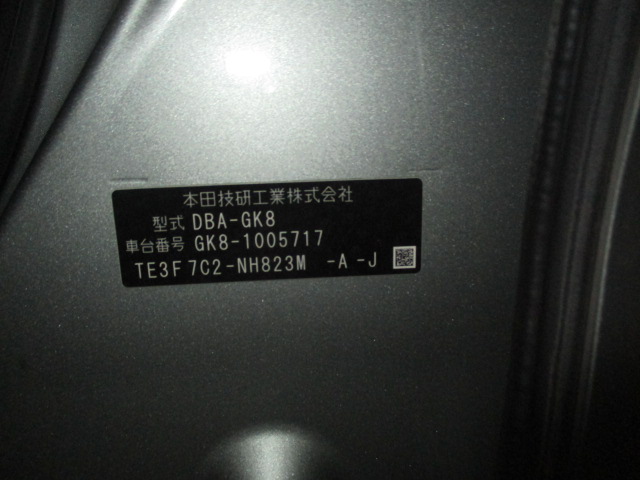 本田技研工業株式会社
型式 DBA-GK8
車台番号 GK8-1005717
TE3F7C2-NH823M -A-J